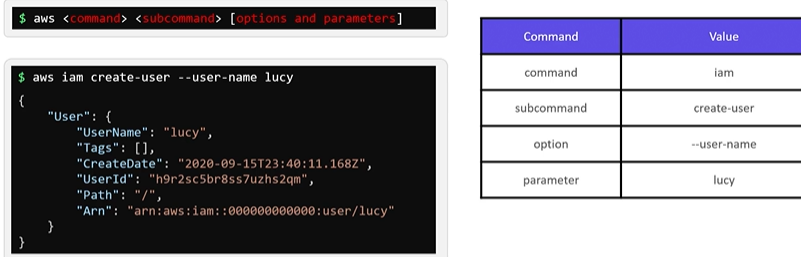 $ aws <command> <subcommand> [options and parameters]
$ aws iam create-user --user-name lucy
{
    "User": {
        "UserName": "lucy",
        "Tags": [],
        "CreateDate": "2020-09-15T23:40:11.168Z",
        "UserId": "h9r2sc5br8ss7uzhs2qm",
        "Path": "/",
        "Arn": "arn:aws:iam::000000000000:user/lucy"
    }
}
Command Value
command iam
subcommand create-user
option --user-name
parameter lucy